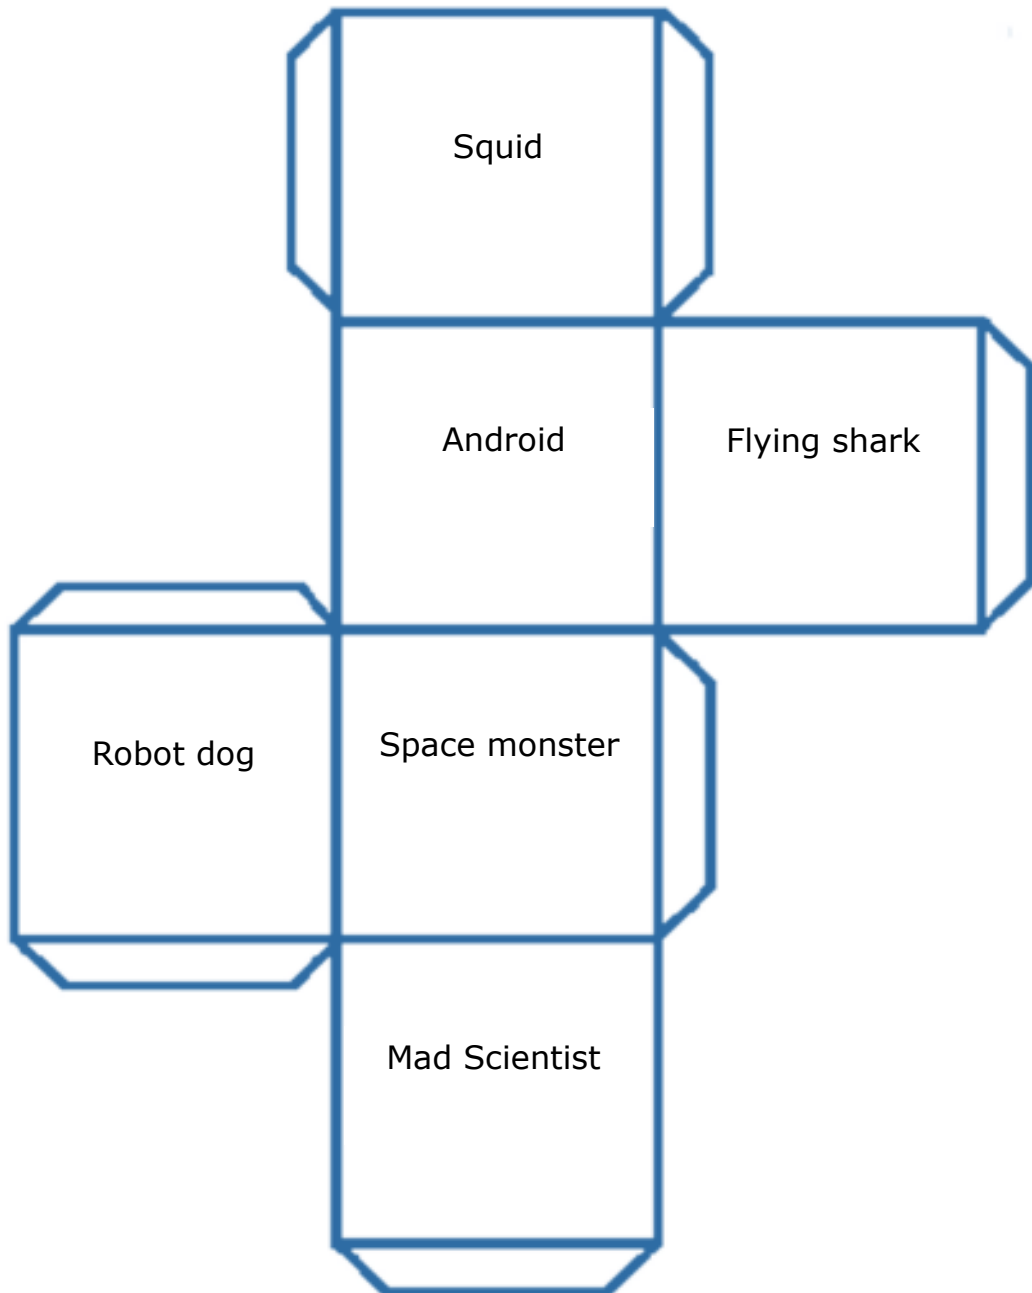 Squid
Android
Flying shark
Robot dog
Space monster
Mad Scientist